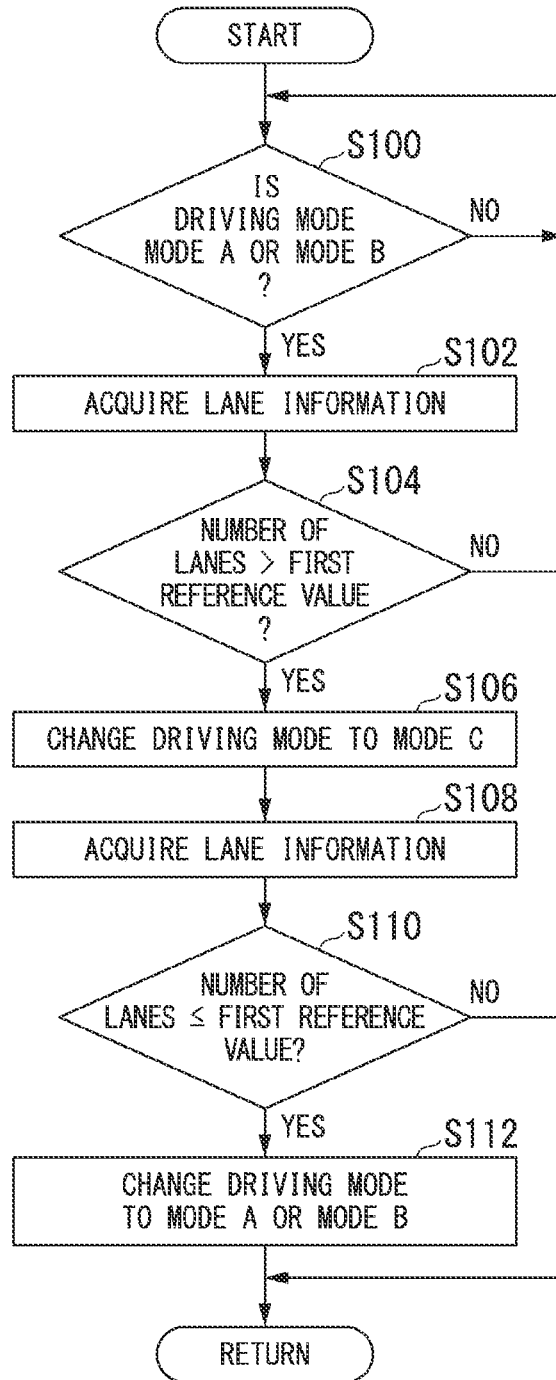 START
S100
IS
DRIVING MODE
MODE A OR MODE B
?
NO
YES
S102
ACQUIRE LANE INFORMATION
S104
NUMBER OF
LANES > FIRST
REFERENCE VALUE
?
NO
YES
S106
CHANGE DRIVING MODE TO MODE C
S108
ACQUIRE LANE INFORMATION
S110
NUMBER OF
LANES ≤ FIRST REFERENCE
VALUE?
NO
YES
S112
CHANGE DRIVING MODE
TO MODE A OR MODE B
RETURN